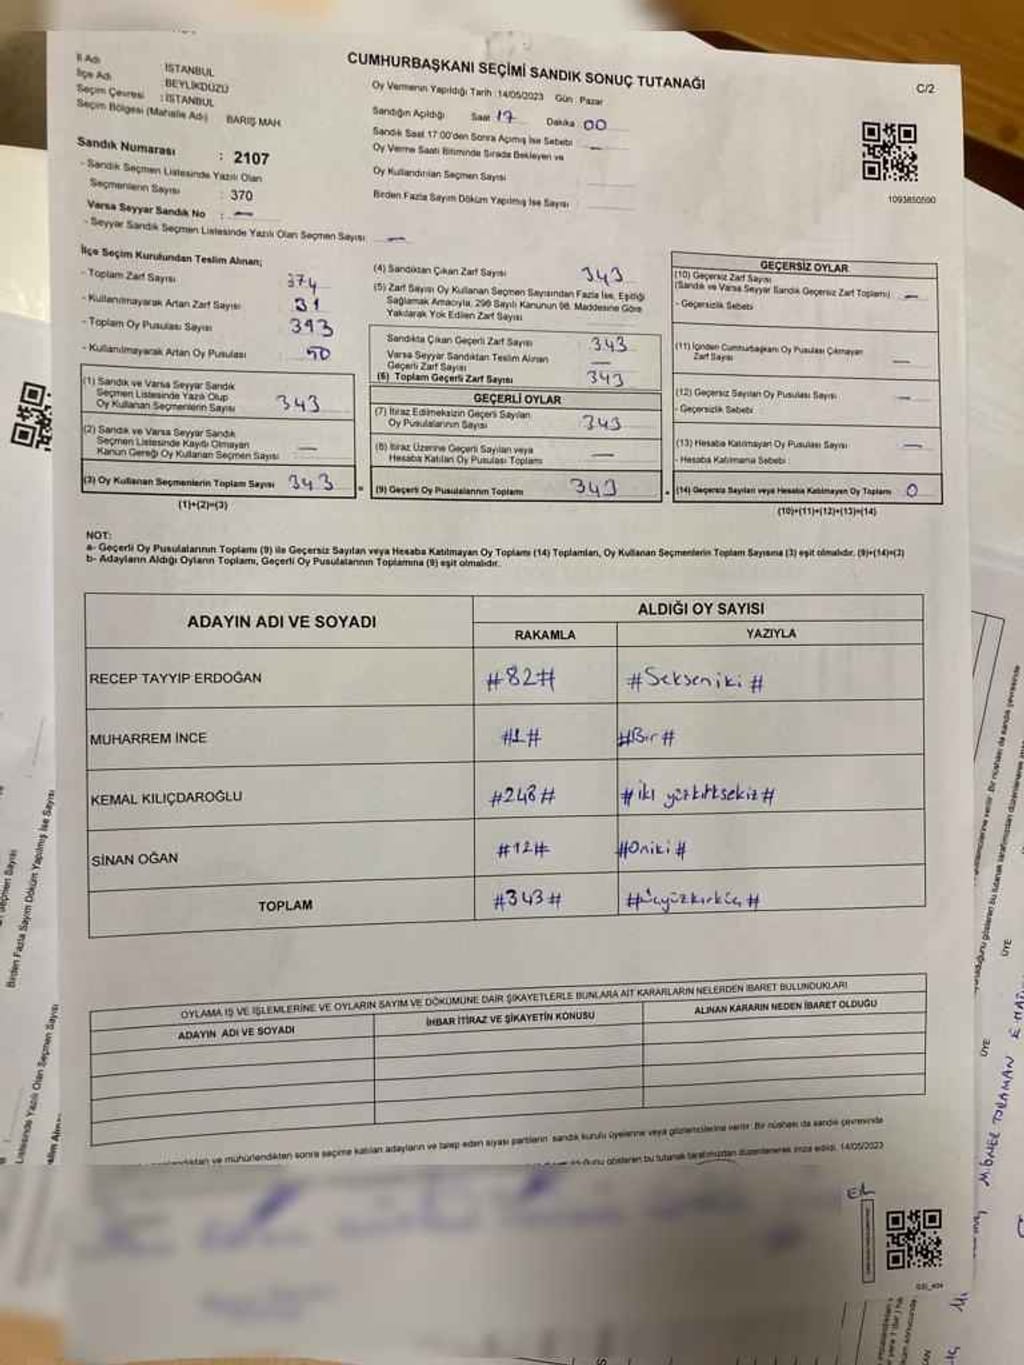 CUMHURBAŞKANI SEÇİMİ SANDIK SONUÇ TUTANAĞI
C/2
İl Adı : İSTANBUL
İlçe Adı : BEYLİKDÜZÜ
Seçim Çevresi : İSTANBUL
Seçim Bölgesi (Mahalle Adı) BARIŞ MAH
Sandık Numarası : 2107
- Sandık Seçmen Listesinde Yazılı Olan
Seçmenlerin Sayısı : 370
Varsa Seyyar Sandık No : —
- Seyyar Sandık Seçmen Listesinde Yazılı Olan Seçmen Sayısı : —
Oy Vermenin Yapıldığı Tarih :14/05/2023 Gün : Pazar
Sandığın Açıldığı Saat 17 Dakika 00
Sandık Saat 17:00'den Sonra Açılmış İse Sebebi : —
Oy Verme Saati Bitiminde Sırada Bekleyen ve
Oy Kullandırılan Seçmen Sayısı
Birden Fazla Sayım Döküm Yapılmış İse Sayısı :
1093850590
İlçe Seçim Kurulundan Teslim Alınan;
- Toplam Zarf Sayısı 374
- Kullanılmayarak Artan Zarf Sayısı 31
- Toplam Oy Pusulası Sayısı 393
- Kullanılmayarak Artan Oy Pusulası 50
(1) Sandık ve Varsa Seyyar Sandık
Seçmen Listesinde Yazılı Olup
Oy Kullanan Seçmenlerin Sayısı 343
(2) Sandık ve Varsa Seyyar Sandık
Seçmen Listesinde Kayıtlı Olmayan
Kanun Gereği Oy Kullanan Seçmen Sayısı —
(3) Oy Kullanan Seçmenlerin Toplam Sayısı 343
(1)+(2)=(3)
(4) Sandıktan Çıkan Zarf Sayısı 343
(5) Zarf Sayısı Oy Kullanan Seçmen Sayısından Fazla İse, Eşitliği
Sağlamak Amacıyla, 298 Sayılı Kanunun 98. Maddesine Göre
Yakılarak Yok Edilen Zarf Sayısı
Sandıkta Çıkan Geçerli Zarf Sayısı 343
Varsa Seyyar Sandıktan Teslim Alınan
Geçerli Zarf Sayısı —
(6) Toplam Geçerli Zarf Sayısı 343
GEÇERLİ OYLAR
(7) İtiraz Edilmeksizin Geçerli Sayılan
Oy Pusulalarının Sayısı 343
(8) İtiraz Üzerine Geçerli Sayılan veya
Hesaba Katılan Oy Pusulası Toplamı —
(9) Geçerli Oy Pusulalarının Toplamı 343
GEÇERSİZ OYLAR
(10) Geçersiz Zarf Sayısı
(Sandık ve Varsa Seyyar Sandık Geçersiz Zarf Toplamı) —
- Geçersizlik Sebebi
(11) İçinden Cumhurbaşkanı Oy Pusulası Çıkmayan
Zarf Sayısı —
(12) Geçersiz Sayılan Oy Pusulası Sayısı —
- Geçersizlik Sebebi
(13) Hesaba Katılmayan Oy Pusulası Sayısı —
- Hesaba Katılmama Sebebi :
(14) Geçersiz Sayılan veya Hesaba Katılmayan Oy Toplamı 0
(10)+(11)+(12)+(13)=(14)
NOT:
a- Geçerli Oy Pusulalarının Toplamı (9) ile Geçersiz Sayılan veya Hesaba Katılmayan Oy Toplamı (14) Toplamları, Oy Kullanan Seçmenlerin Toplam Sayısına (3) eşit olmalıdır. (9)+(14)=(3)
b- Adayların Aldığı Oyların Toplamı, Geçerli Oy Pusulalarının Toplamına (9) eşit olmalıdır.
ADAYIN ADI VE SOYADI ALDIĞI OY SAYISI
RAKAMLA YAZIYLA
RECEP TAYYIP ERDOĞAN #82# #Sekseniki#
MUHARREM İNCE #1# #Bir#
KEMAL KILIÇDAROĞLU #248# #iki yüzkırksekiz#
SİNAN OĞAN #12# #Oniki#
TOPLAM #343# #üçyüzkırküç#
OYLAMA İŞ VE İŞLEMLERİNE VE OYLARIN SAYIM VE DÖKÜMÜNE DAİR ŞİKAYETLERLE BUNLARA AİT KARARLARIN NELERDEN İBARET BULUNDUKLARI
ADAYIN ADI VE SOYADI İHBAR İTİRAZ VE ŞİKAYETİN KONUSU ALINAN KARARIN NEDEN İBARET OLDUĞU
mühürlendikten sonra seçime katılan adayların ve talep eden siyasi partilerin sandık kurulu üyelerine veya gözlemcilerine verilir. Bir nüshası da sandık çevresinde
gösteren bu tutanak tarafımızdan düzenlenerek imza edildi. 14/05/2023
Birden Fazla Sayım Döküm Yapılmış İse Sayısı
Listesinde Yazılı Olan Seçmen Sayısı
ÜYE
ÜYE
M.ÖNER TORAMAN